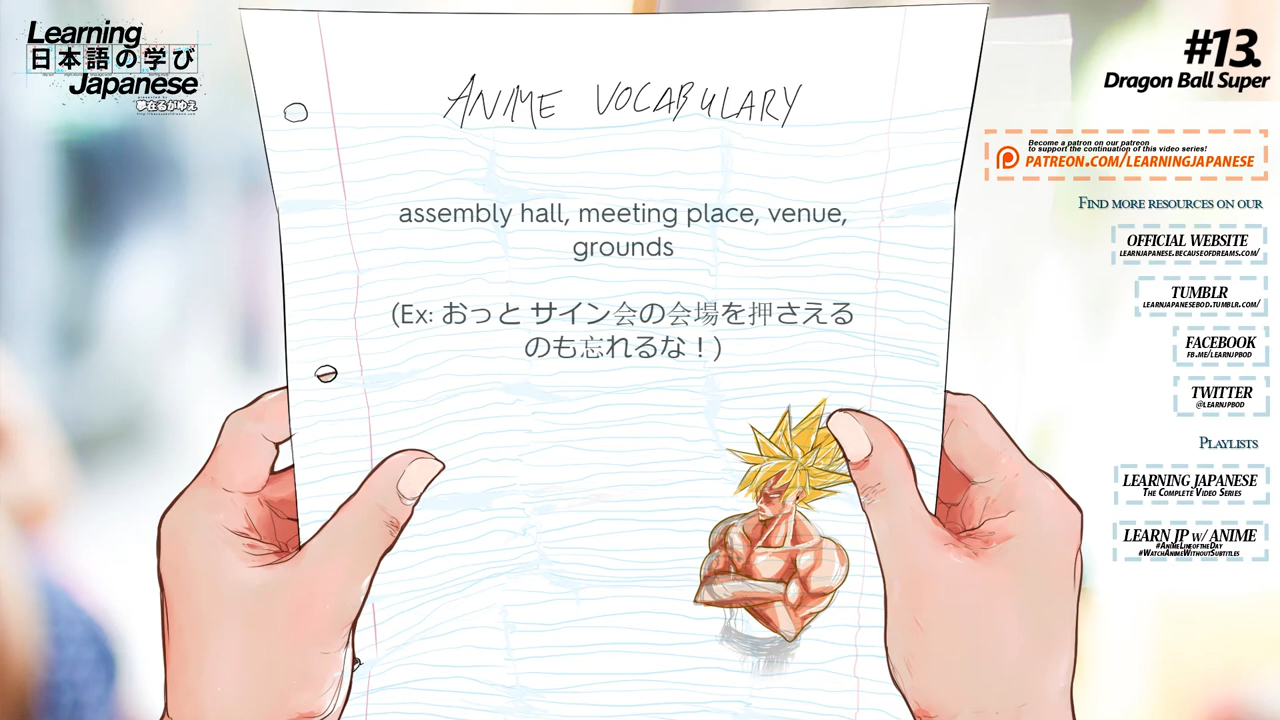 Learning
日本語の学び
Japanese
夢在るがゆえ
ANIME VOCABULARY
assembly hall, meeting place, venue,
grounds
(Ex: おっと サイン会の会場を押さえる
のも忘れるな！)
#13.
Dragon Ball Super
Become a patron on our patreon
to support the continuation of this video series!
PATREON.COM/LEARNINGJAPANESE
FIND MORE RESOURCES ON OUR
OFFICIAL WEBSITE
LEARNJAPANESE.BECAUSEOFDREAMS.COM/
TUMBLR
LEARNJAPANESEBOD.TUMBLR.COM/
FACEBOOK
FB.ME/LEARNJPBOD
TWITTER
@LEARNJPBOD
PLAYLISTS
LEARNING JAPANESE
THE COMPLETE VIDEO SERIES
LEARN JP W/ ANIME
#ANIMELINEOFTHEDAY
#WATCHANIMEWITHOUTSUBTITLES